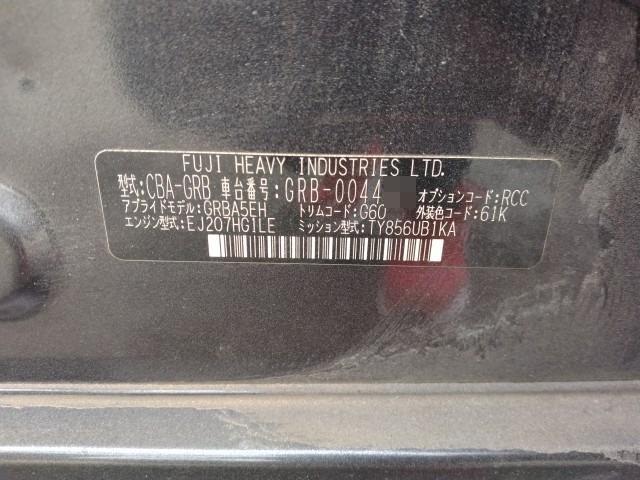 FUJI HEAVY INDUSTRIES LTD.
型式:CBA-GRB 車台番号:GRB-0044 オプションコード:RCC
アプライドモデル:GRBA5EH トリムコード:G60 外装色コード:61K
エンジン型式:EJ207HG1LE ミッション型式:TY856UB1KA